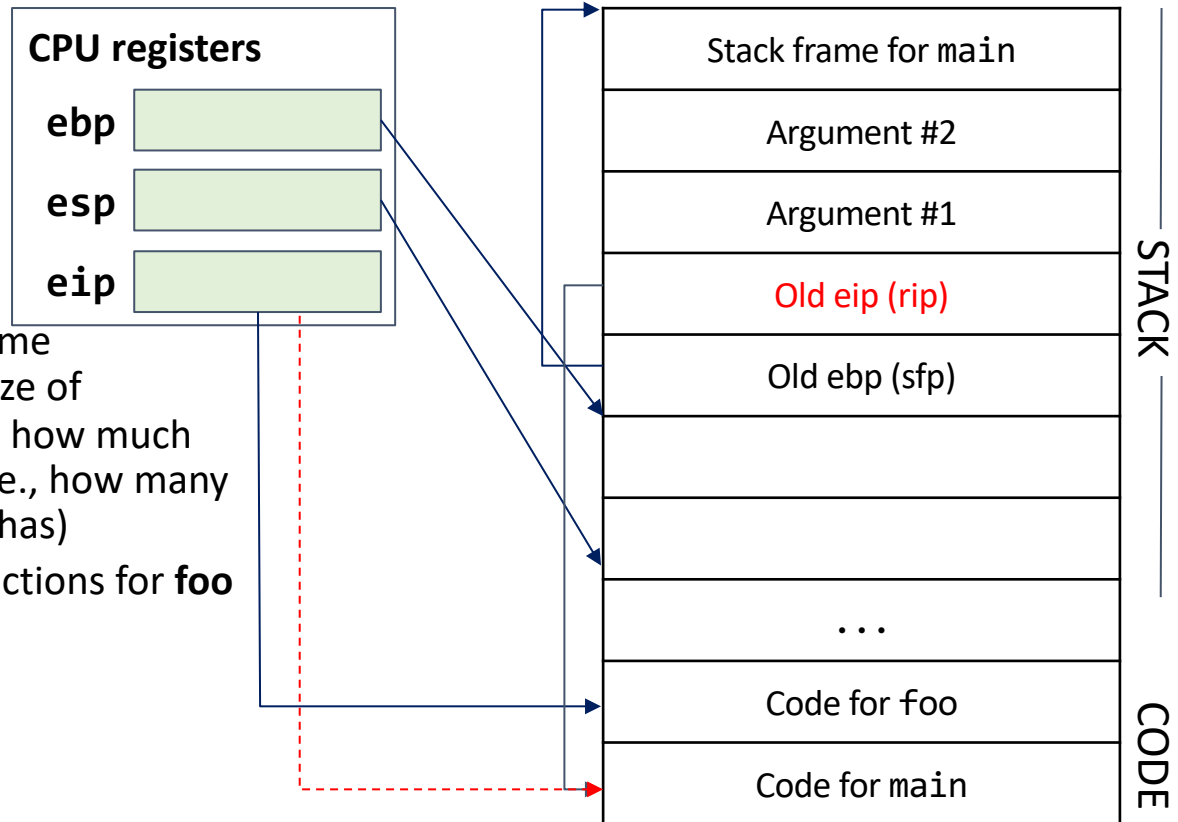 CPU registers
ebp
esp
eip
me
ze of
how much
e., how many
has)
ctions for foo
Stack frame for main
Argument #2
Argument #1
Old eip (rip)
Old ebp (sfp)
...
Code for foo
Code for main
STACK
CODE